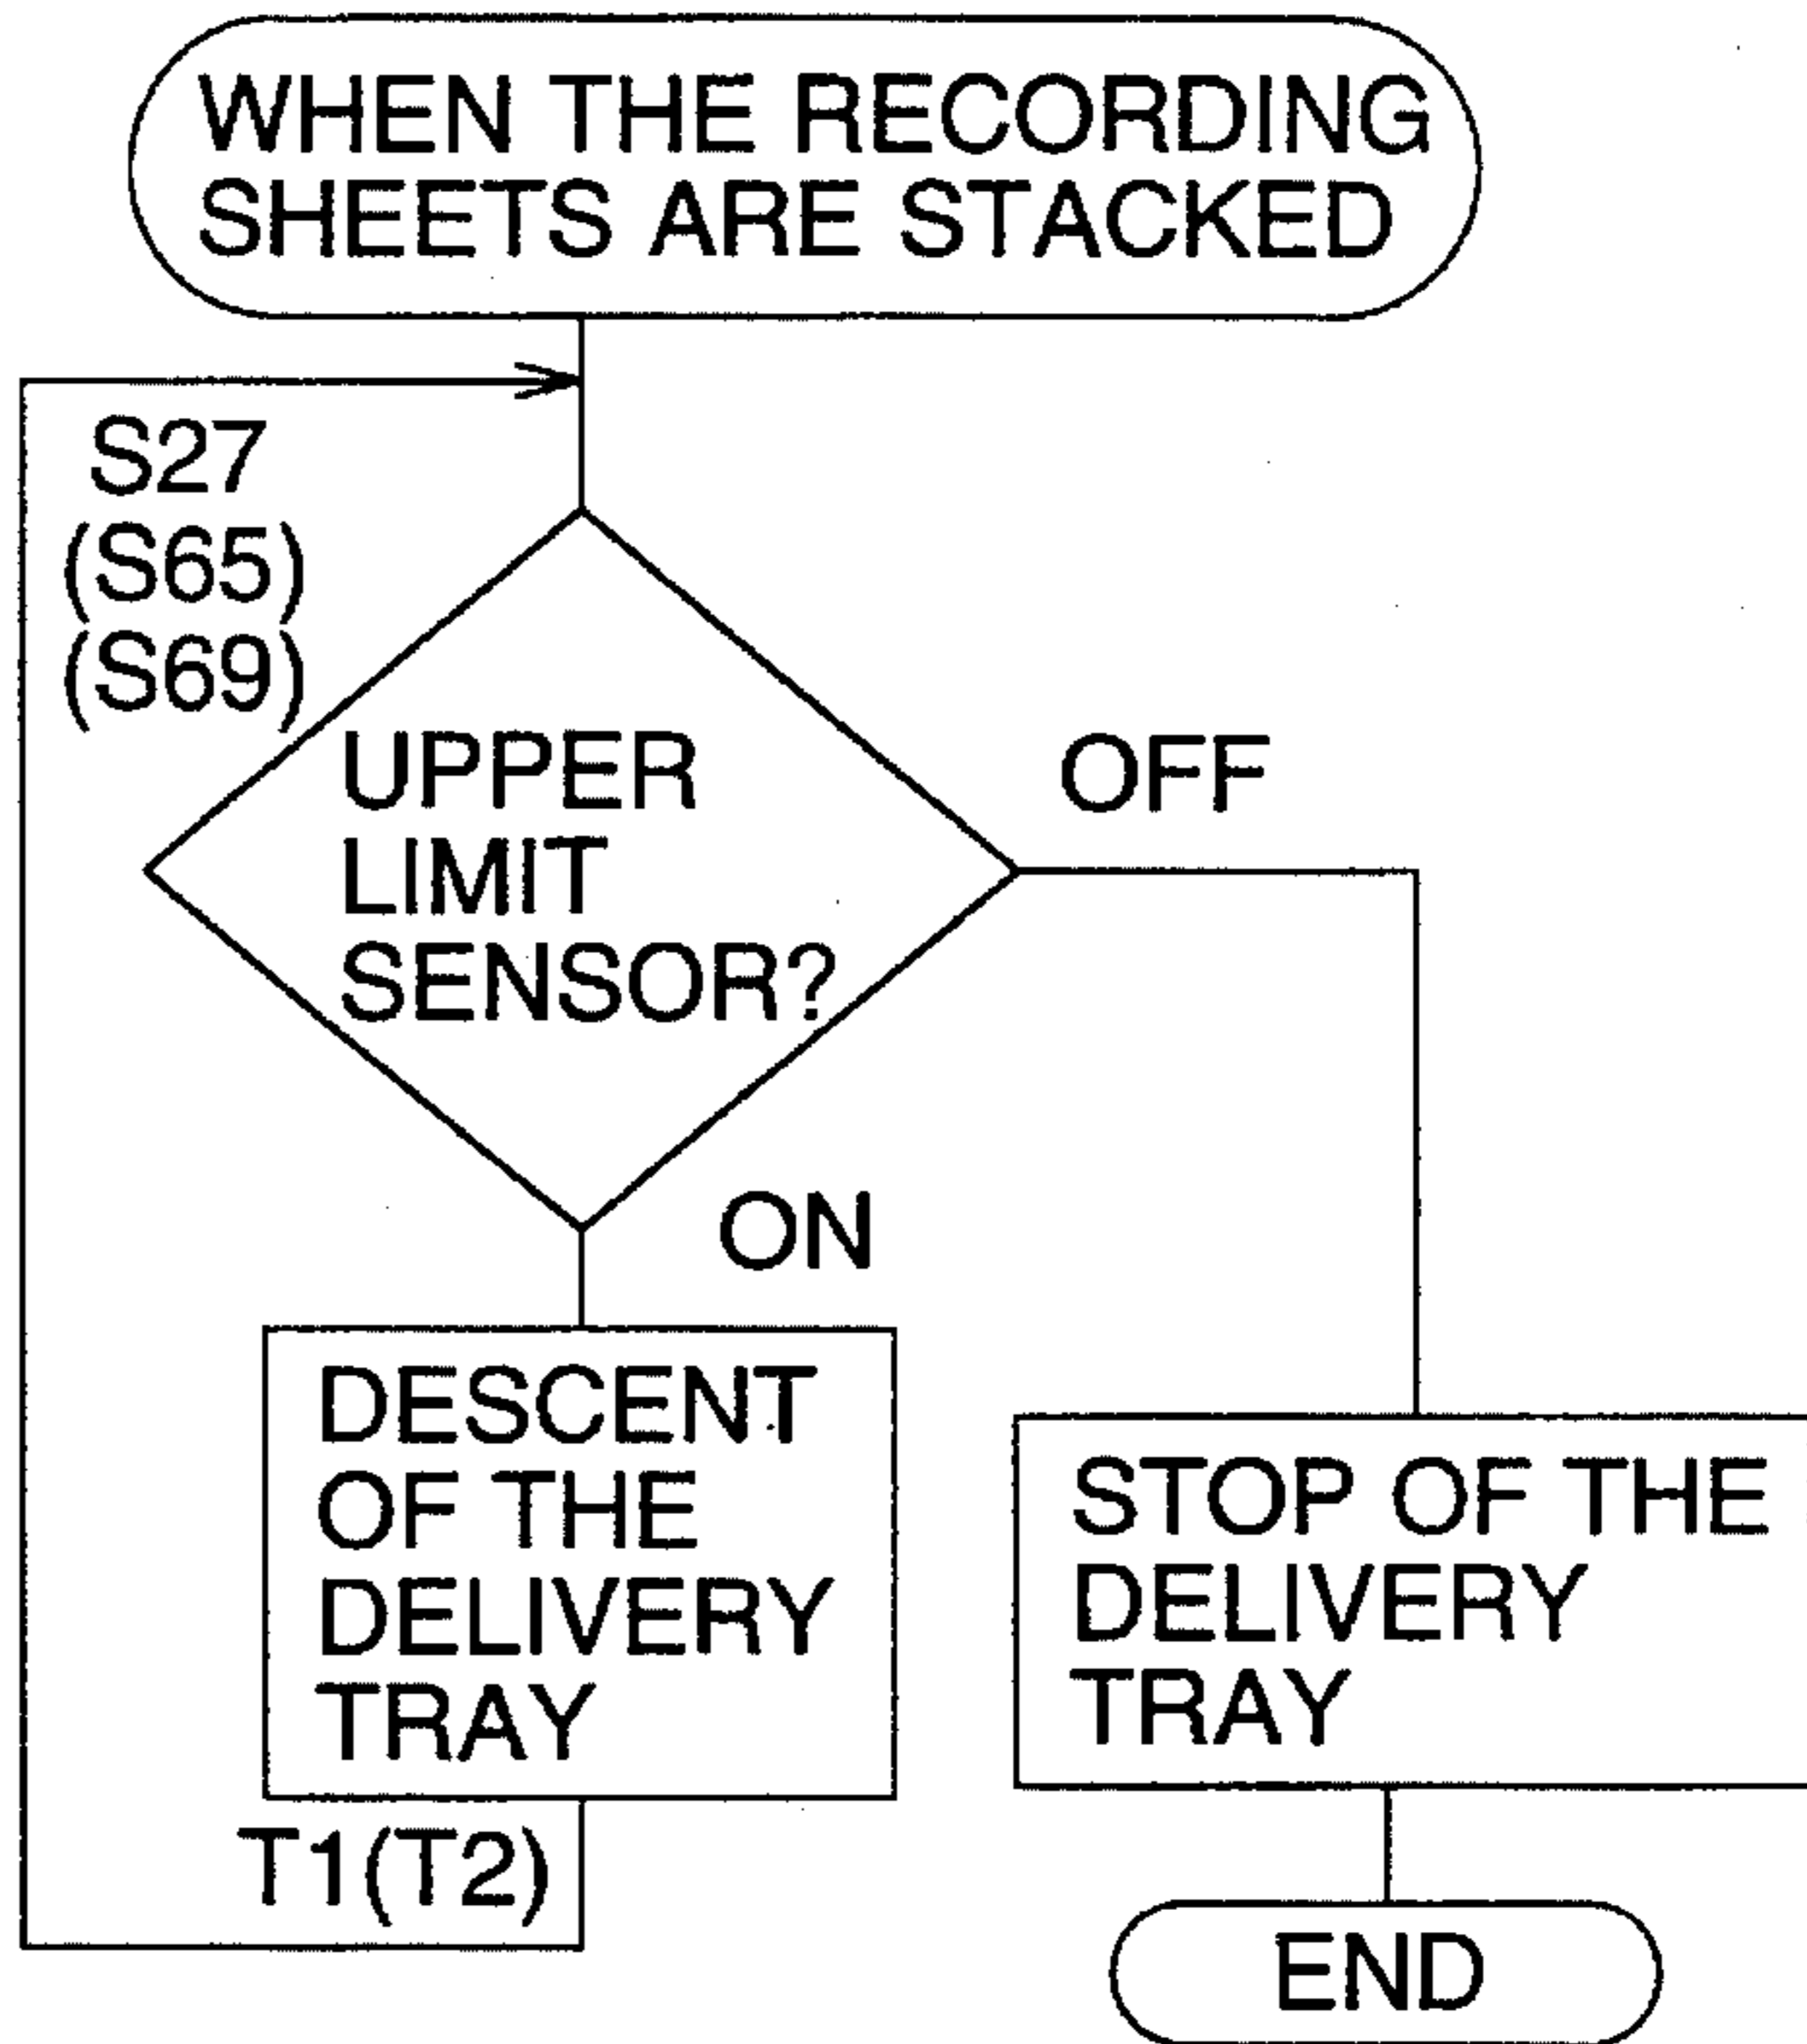 WHEN THE RECORDING
SHEETS ARE STACKED
S27
(S65)
(S69)
UPPER
LIMIT
SENSOR?
OFF
ON
DESCENT
OF THE
DELIVERY
TRAY
T1(T2)
STOP OF THE
DELIVERY
TRAY
END